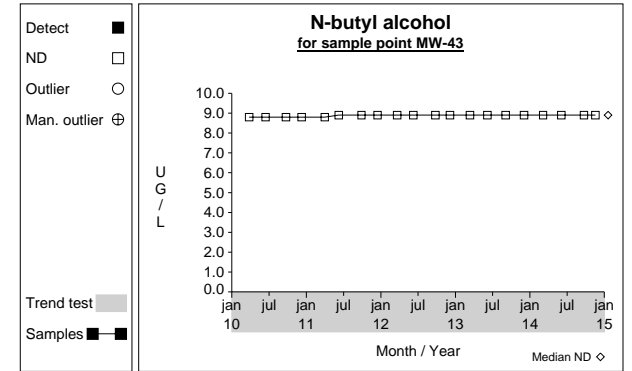 Detect
ND
Outlier
Man. outlier
Trend test
Samples
N-butyl alcohol
for sample point MW-43
U
G
/
L
10.0
9.0
8.0
7.0
6.0
5.0
4.0
3.0
2.0
1.0
0.0
jan jul jan jul jan jul jan jul jan jul jan
10 11 12 13 14 15
Month / Year
Median ND